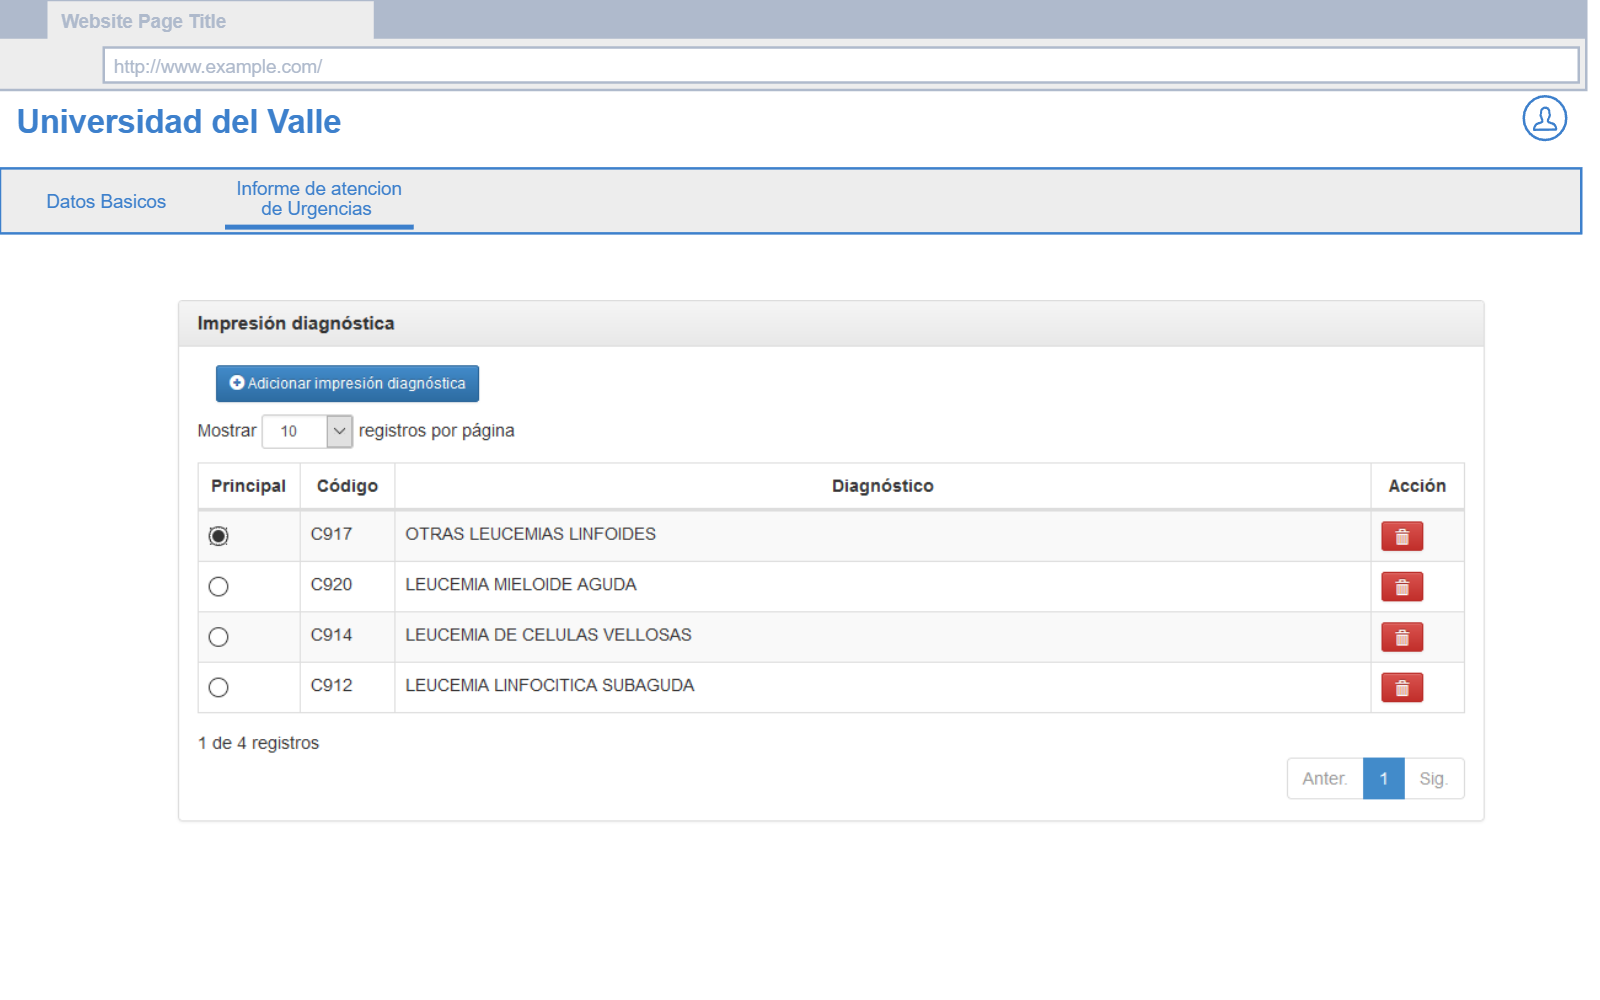 Website Page Title
http://www.example.com/
Universidad del Valle
Datos Basicos
Informe de atencion
de Urgencias
Impresión diagnóstica
Adicionar impresión diagnóstica
Mostrar 10 registros por página
Principal Código Diagnóstico Acción
C917 OTRAS LEUCEMIAS LINFOIDES
C920 LEUCEMIA MIELOIDE AGUDA
C914 LEUCEMIA DE CELULAS VELLOSAS
C912 LEUCEMIA LINFOCITICA SUBAGUDA
1 de 4 registros
Anter. 1 Sig.